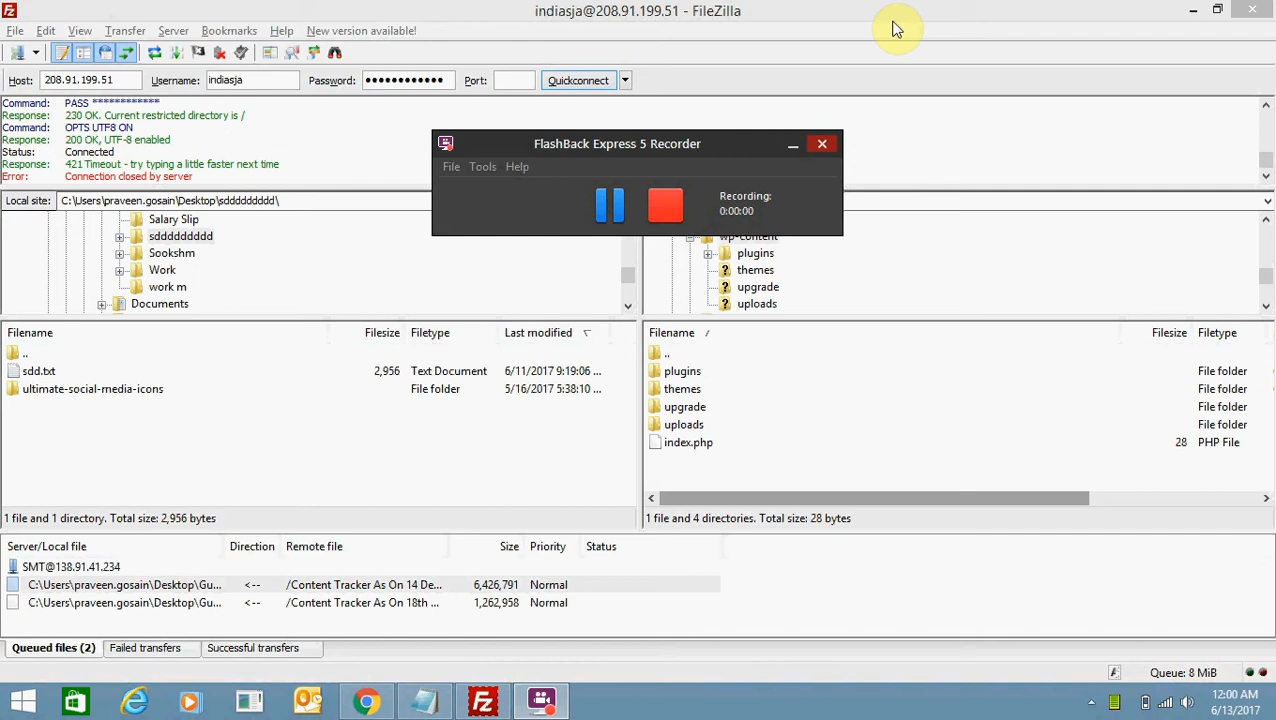 indiasja@208.91.199.51 - FileZilla
File Edit View Transfer Server Bookmarks Help New version available!
Host: 208.91.199.51 Username: indiasja Password: •••••••••••• Port: Quickconnect
Command: PASS ************
Response: 230 OK. Current restricted directory is /
Command: OPTS UTF8 ON
Response: 200 OK, UTF-8 enabled
Status: Connected
Response: 421 Timeout - try typing a little faster next time
Error: Connection closed by server
FlashBack Express 5 Recorder
File Tools Help
Recording:
0:00:00
Local site: C:\Users\praveen.gosain\Desktop\sddddddddd\
Salary Slip
sddddddddd
Sookshm
Work
work m
Documents
wp-content
plugins
themes
upgrade
uploads
Filename Filesize Filetype Last modified
..
sdd.txt 2,956 Text Document 6/11/2017 9:19:06 ...
ultimate-social-media-icons File folder 5/16/2017 5:38:10 ...
1 file and 1 directory. Total size: 2,956 bytes
Filename Filesize Filetype
..
plugins File folder
themes File folder
upgrade File folder
uploads File folder
index.php 28 PHP File
1 file and 4 directories. Total size: 28 bytes
Server/Local file Direction Remote file Size Priority Status
SMT@138.91.41.234
C:\Users\praveen.gosain\Desktop\Gu... <-- /Content Tracker As On 14 De... 6,426,791 Normal
C:\Users\praveen.gosain\Desktop\Gu... <-- /Content Tracker As On 18th ... 1,262,958 Normal
Queued files (2) Failed transfers Successful transfers
Queue: 8 MiB
12:00 AM
6/13/2017